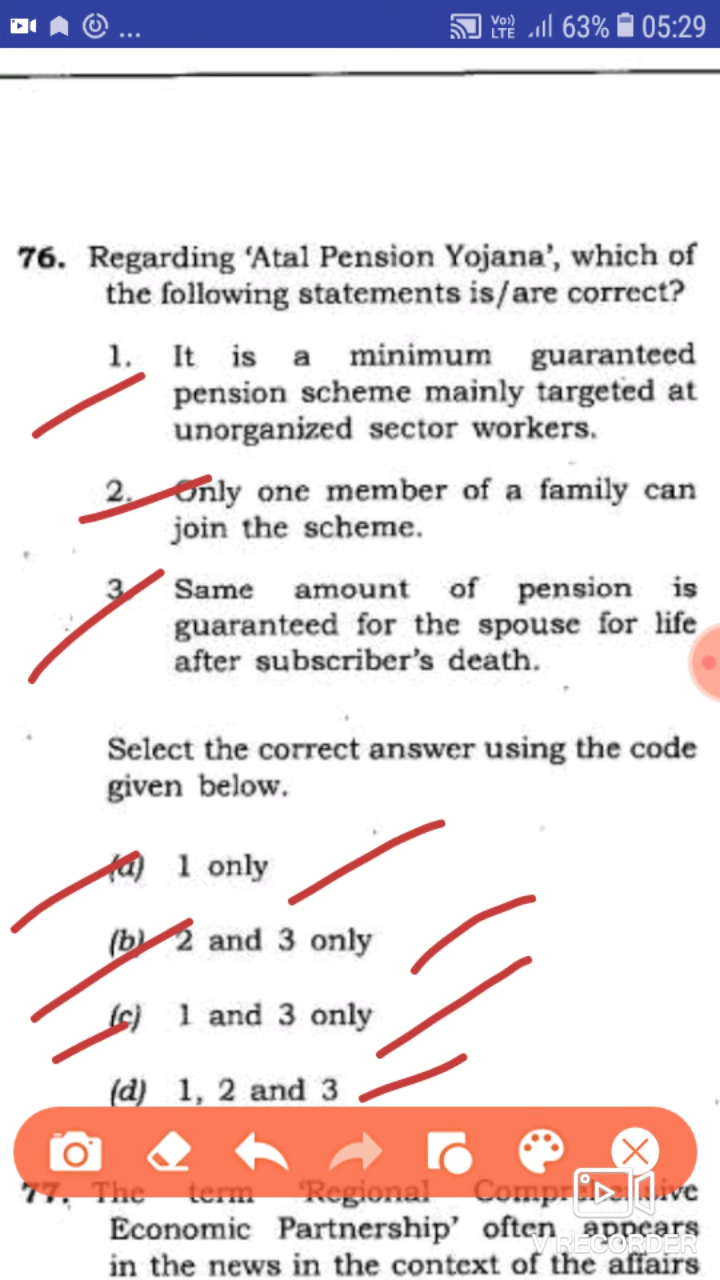 ... Vo)) LTE 63% 05:29
76. Regarding ‘Atal Pension Yojana’, which of
the following statements is/are correct?
1. It is a minimum guaranteed
pension scheme mainly targeted at
unorganized sector workers.
2. Only one member of a family can
join the scheme.
3. Same amount of pension is
guaranteed for the spouse for life
after subscriber’s death.
Select the correct answer using the code
given below.
(a) 1 only
(b) 2 and 3 only
(c) 1 and 3 only
(d) 1, 2 and 3
77. The term ‘Regional Comprehensive
Economic Partnership’ often appears
V RECORDER
in the news in the context of the affairs